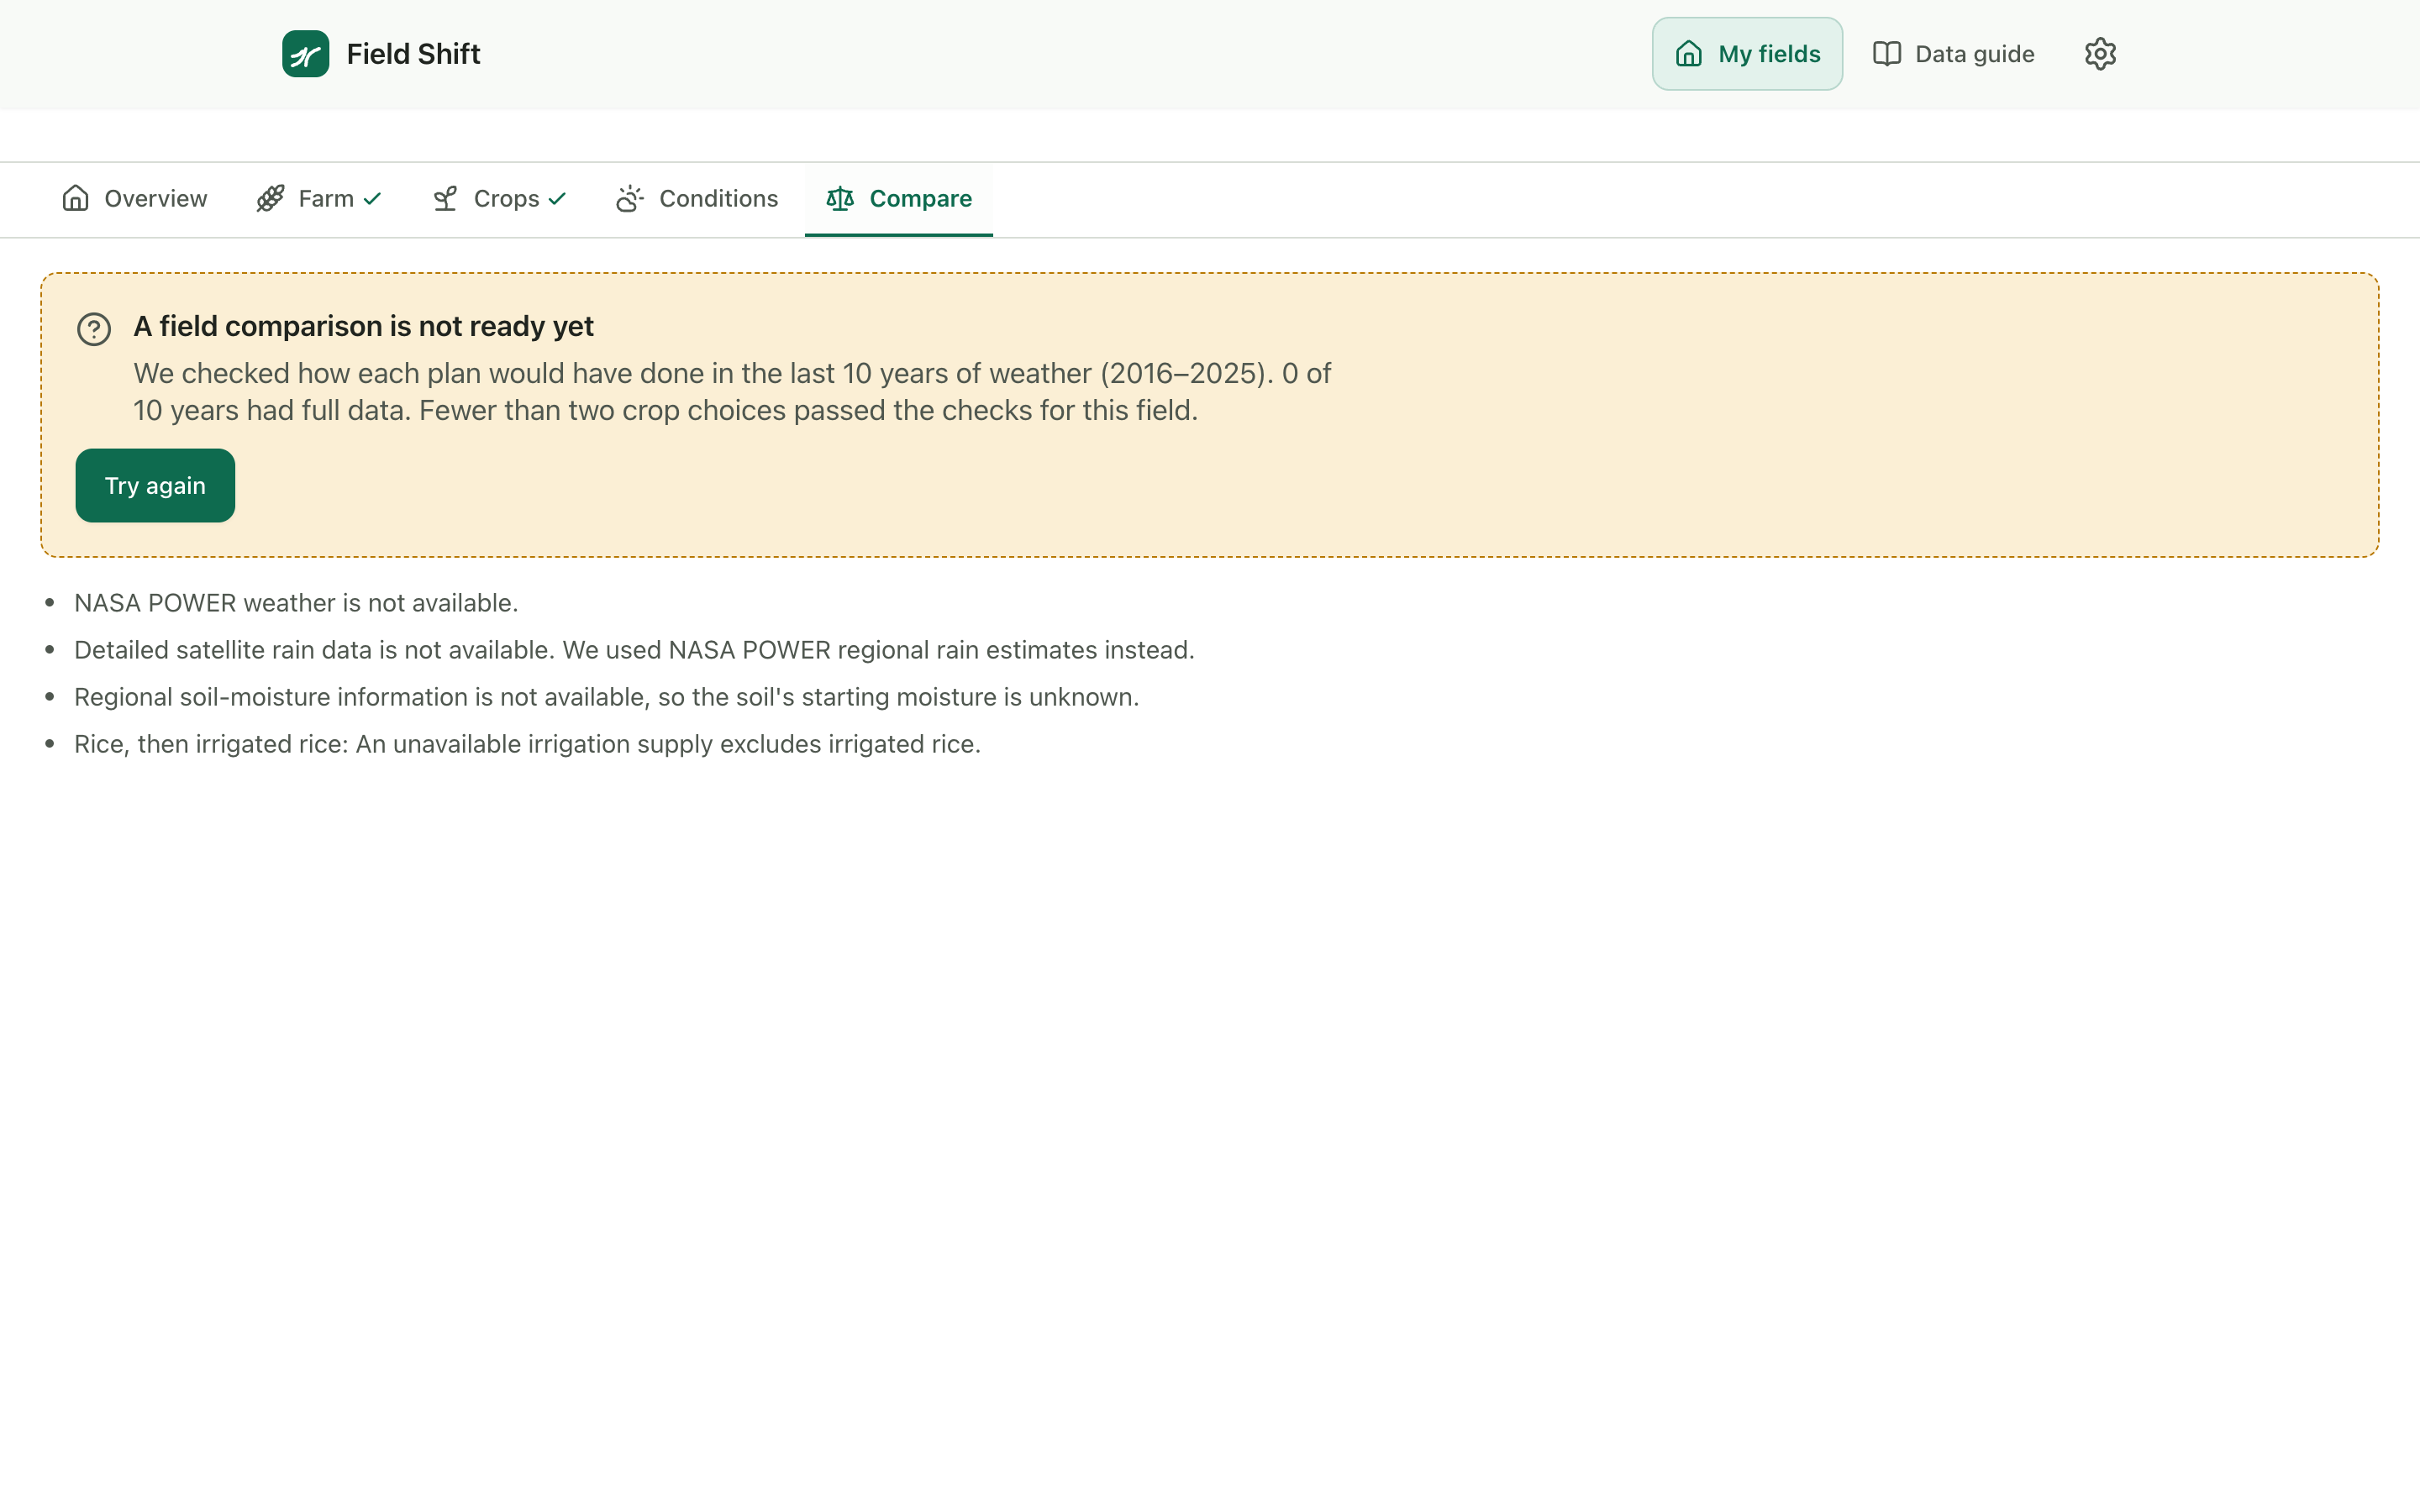 Field Shift
My fields
Data guide
Overview
Farm
Crops
Conditions
Compare
A field comparison is not ready yet
We checked how each plan would have done in the last 10 years of weather (2016–2025). 0 of
10 years had full data. Fewer than two crop choices passed the checks for this field.
Try again
• NASA POWER weather is not available.
• Detailed satellite rain data is not available. We used NASA POWER regional rain estimates instead.
• Regional soil-moisture information is not available, so the soil's starting moisture is unknown.
• Rice, then irrigated rice: An unavailable irrigation supply excludes irrigated rice.